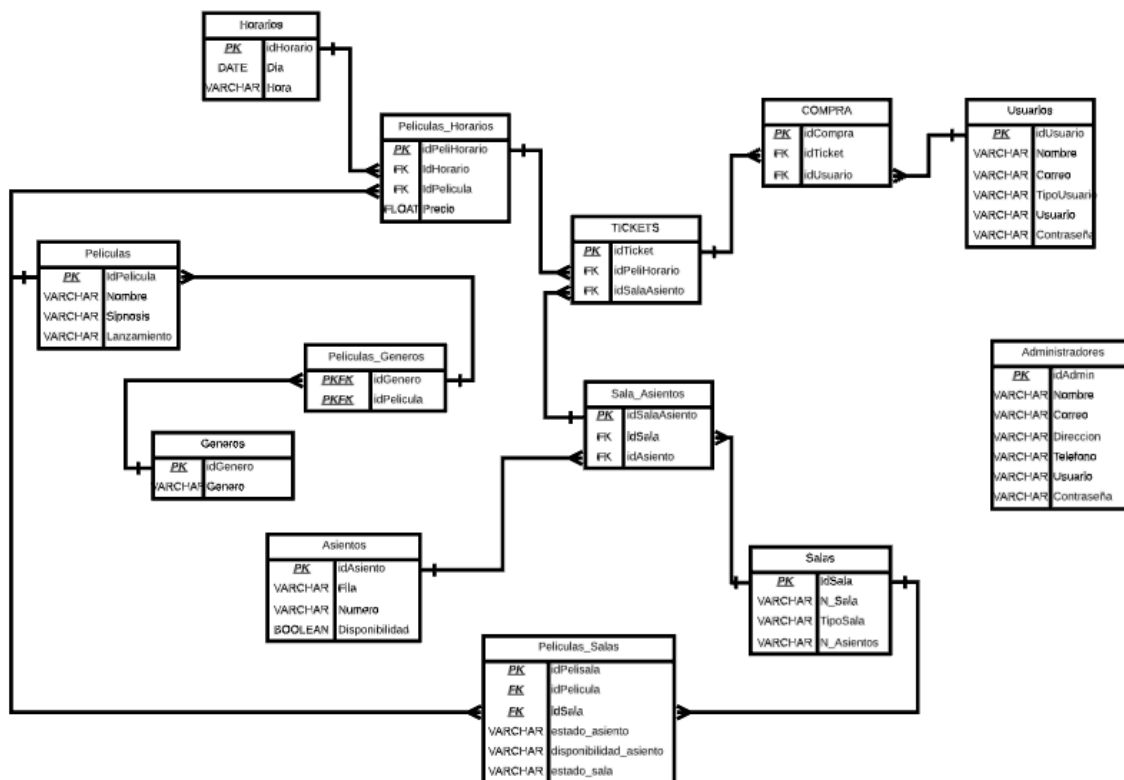 Horarios
PK idHorario
DATE Dia
VARCHAR Hora
Peliculas_Horarios
PK idPeliHorario
FK IdHorario
FK IdPelicula
FLOAT Precio
COMPRA
PK idCompra
FK idTicket
FK idUsuario
Usuarios
PK idUsuario
VARCHAR Nombre
VARCHAR Correo
VARCHAR TipoUsuario
VARCHAR Usuario
VARCHAR Contraseña
TICKETS
PK idTicket
FK idPeliHorario
FK idSalaAsiento
Peliculas
PK IdPelicula
VARCHAR Nombre
VARCHAR Sipnosis
VARCHAR Lanzamiento
Peliculas_Generos
PKFK idGenero
PKFK idPelicula
Generos
PK idGenero
VARCHAR Genero
Sala_Asientos
PK idSalaAsiento
FK IdSala
FK idAsiento
Administradores
PK idAdmin
VARCHAR Nombre
VARCHAR Correo
VARCHAR Direccion
VARCHAR Telefono
VARCHAR Usuario
VARCHAR Contraseña
Asientos
PK idAsiento
VARCHAR Fila
VARCHAR Numero
BOOLEAN Disponibilidad
Salas
PK IdSala
VARCHAR N_Sala
VARCHAR TipoSala
VARCHAR N_Asientos
Peliculas_Salas
PK idPelisala
FK idPelicula
FK IdSala
VARCHAR estado_asiento
VARCHAR disponibilidad_asiento
VARCHAR estado_sala